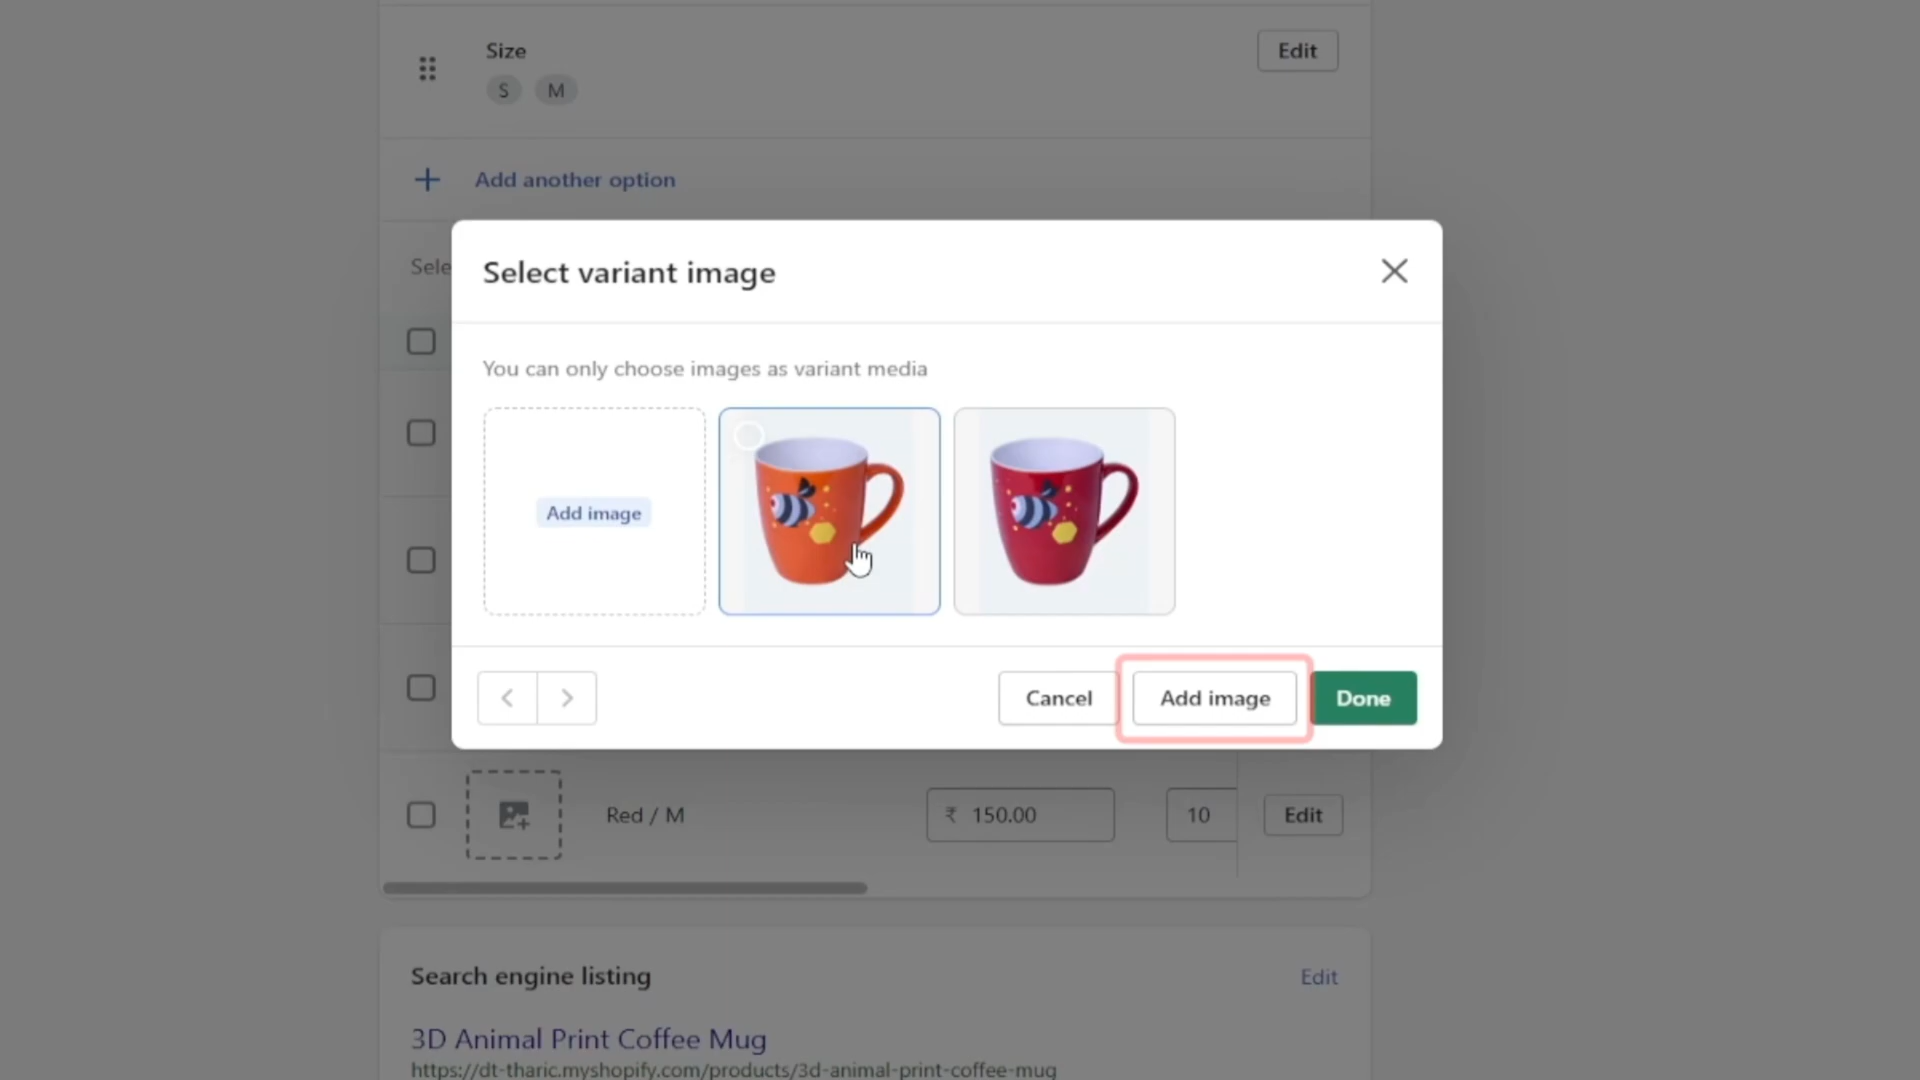 Size
Edit
S M
Add another option
Sele
Select variant image
You can only choose images as variant media
Add image
Cancel
Add image
Done
Red / M
₹ 150.00
10
Edit
Search engine listing
Edit
3D Animal Print Coffee Mug
https://dt-tharic.myshopify.com/products/3d-animal-print-coffee-mug